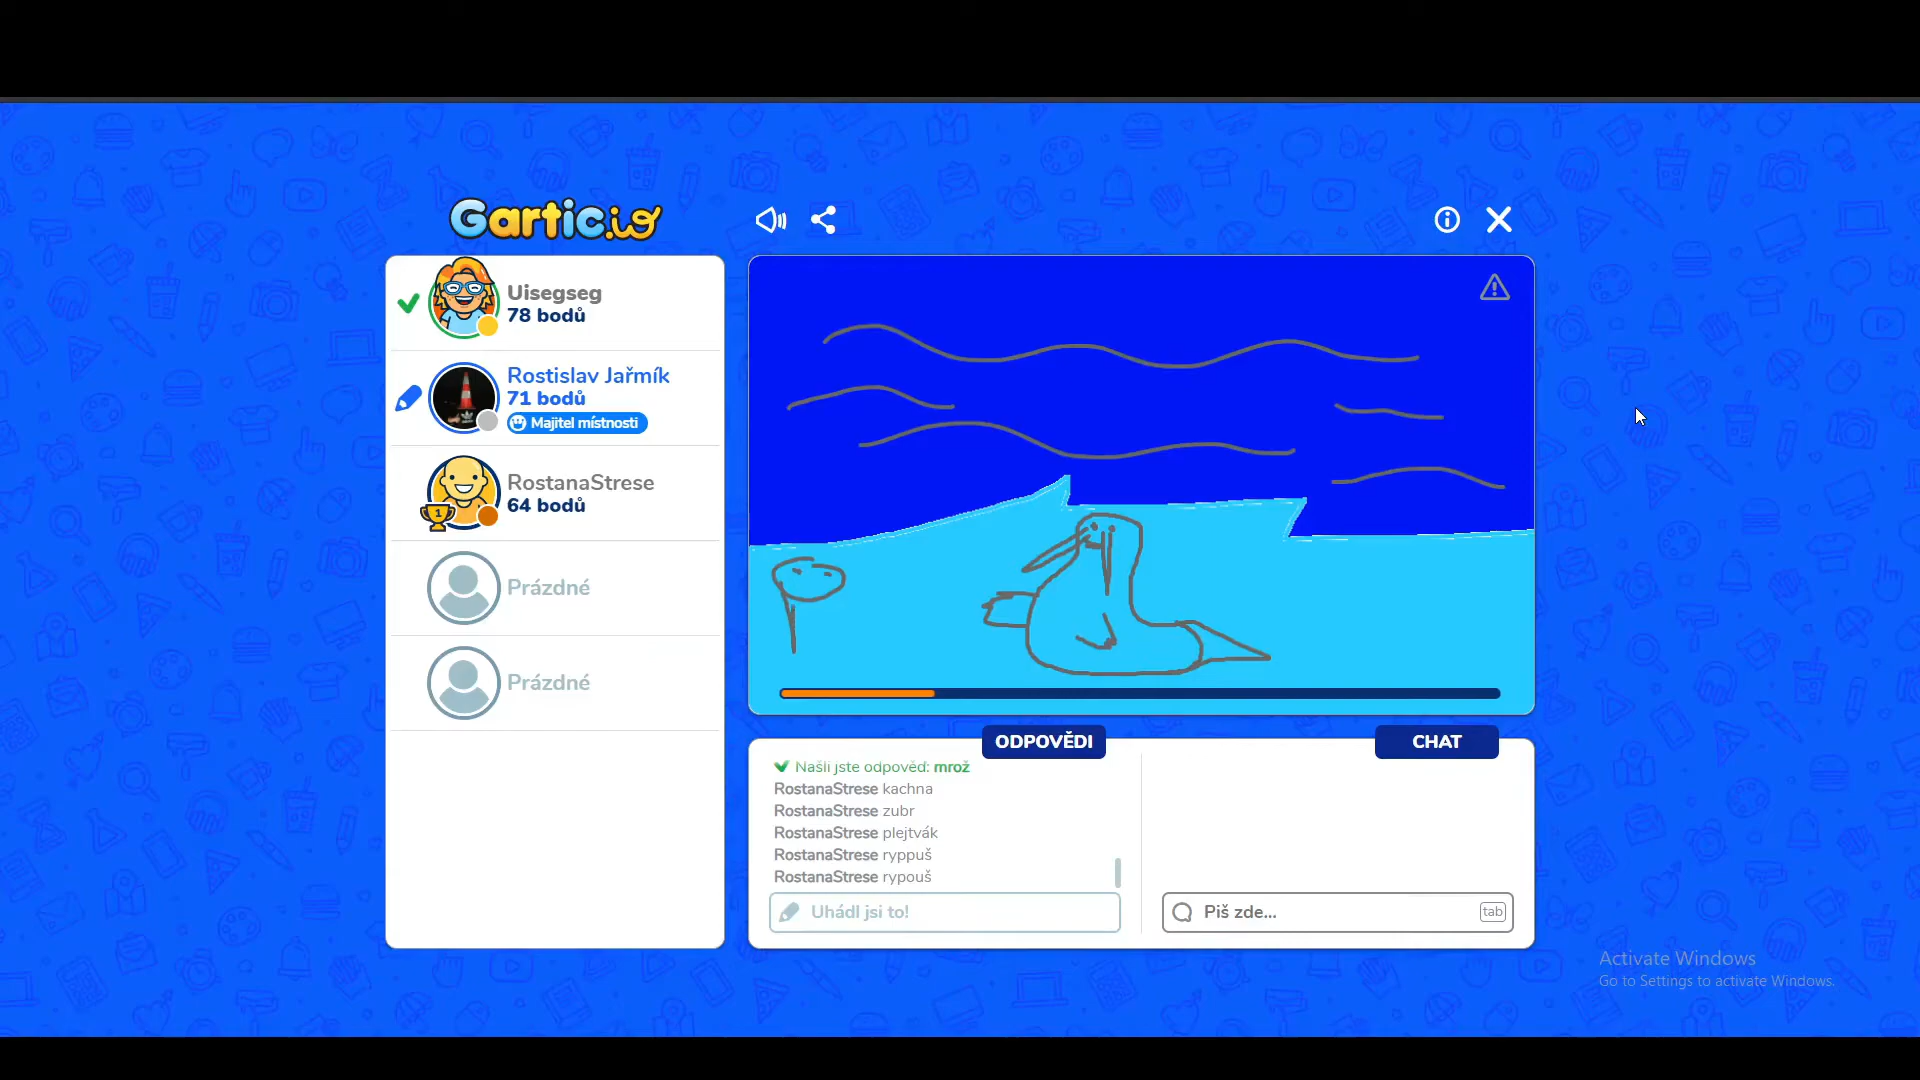 Gartic.io
Uisegseg
78 bodů
Rostislav Jařmík
71 bodů
Majitel místnosti
RostanaStrese
64 bodů
1
Prázdné
Prázdné
ODPOVĚDI
CHAT
Našli jste odpověď: mrož
RostanaStrese kachna
RostanaStrese zubr
RostanaStrese plejtvák
RostanaStrese ryppuš
RostanaStrese rypouš
Uhádl jsi to!
Piš zde...
tab
Activate Windows
Go to Settings to activate Windows.